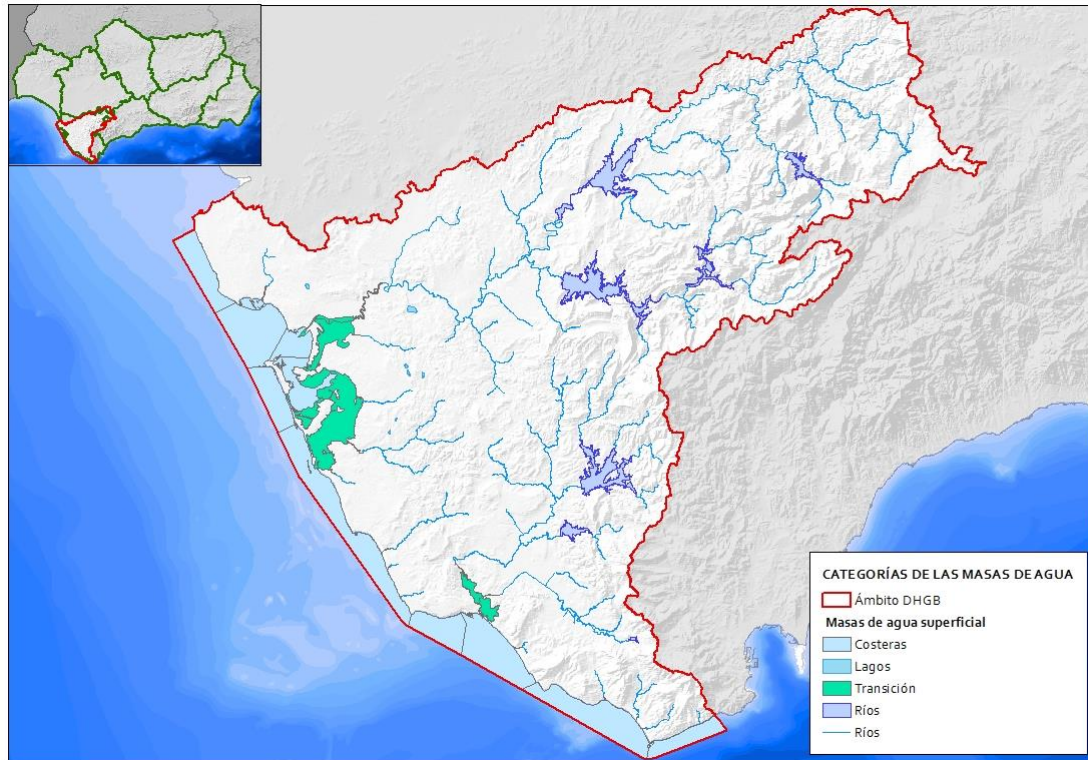 CATEGORÍAS DE LAS MASAS DE AGUA
Ámbito DHGB
Masas de agua superficial
Costeras
Lagos
Transición
Ríos
Ríos